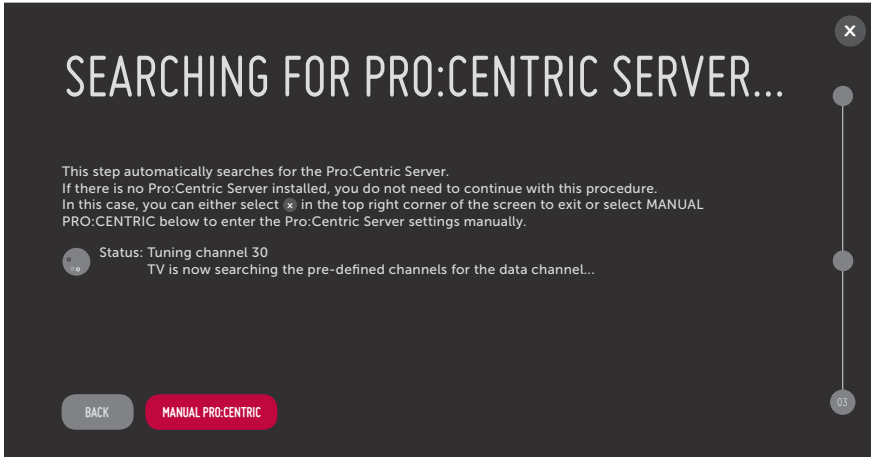 X
SEARCHING FOR PRO:CENTRIC SERVER...
This step automatically searches for the Pro:Centric Server.
If there is no Pro:Centric Server installed, you do not need to continue with this procedure.
In this case, you can either select x in the top right corner of the screen to exit or select MANUAL
PRO:CENTRIC below to enter the Pro:Centric Server settings manually.
Status: Tuning channel 30
TV is now searching the pre-defined channels for the data channel...
BACK
MANUAL PRO:CENTRIC
03